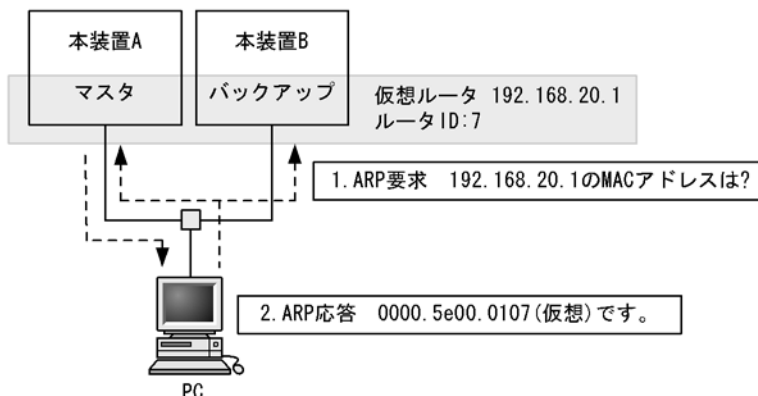 本装置A
本装置B
マスタ
バックアップ
仮想ルータ 192.168.20.1
ルータID:7
1.ARP要求 192.168.20.1のMACアドレスは?
2.ARP応答 0000.5e00.0107(仮想)です。
PC